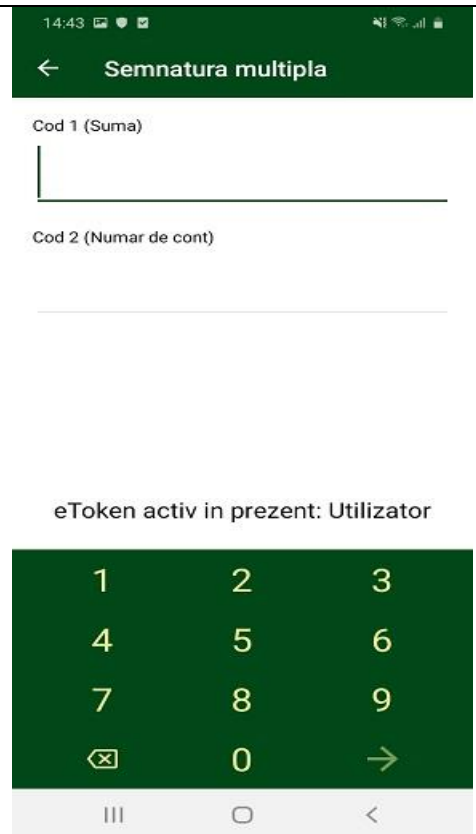 14:43
Semnatura multipla
Cod 1 (Suma)
Cod 2 (Numar de cont)
eToken activ in prezent: Utilizator
1 2 3
4 5 6
7 8 9
0